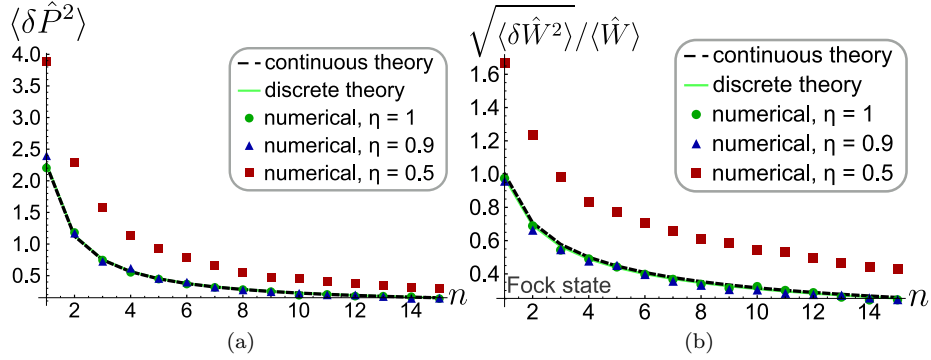 ⟨δP̂²⟩
4.0
3.5
3.0
2.5
2.0
1.5
1.0
0.5
2 4 6 8 10 12 14 n
continuous theory
discrete theory
numerical, η = 1
numerical, η = 0.9
numerical, η = 0.5
(a)
√⟨δŴ²⟩/⟨Ŵ⟩
1.6
1.4
1.2
1.0
0.8
0.6
0.4
Fock state
2 4 6 8 10 12 14 n
continuous theory
discrete theory
numerical, η = 1
numerical, η = 0.9
numerical, η = 0.5
(b)